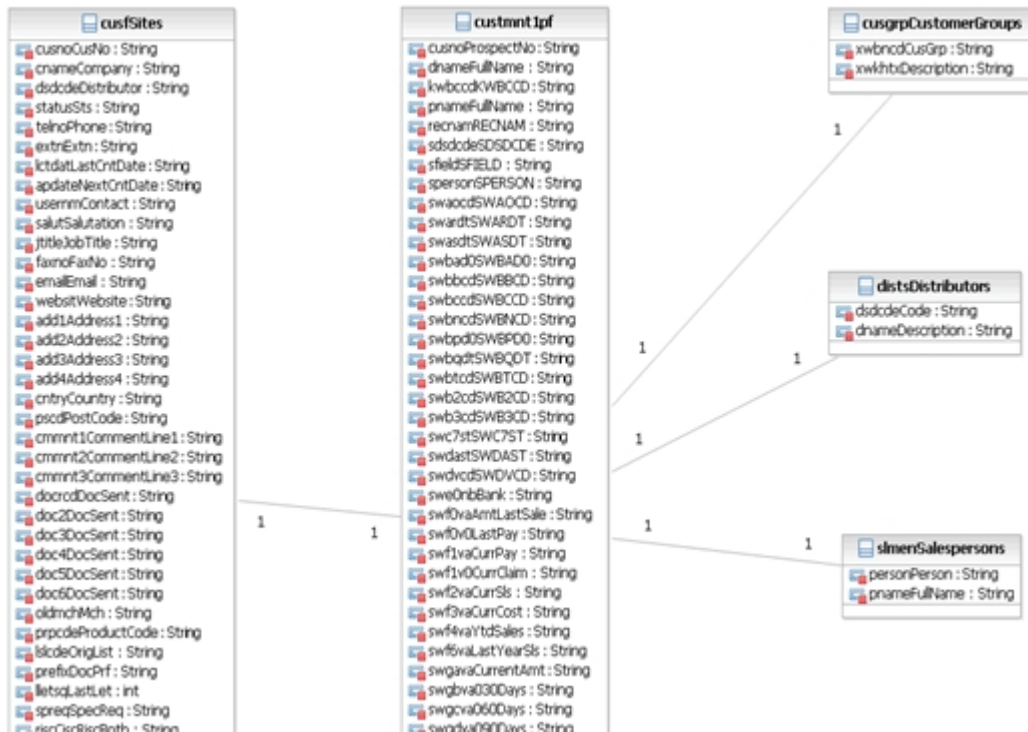 cusfSites
cusnoCusNo : String
cnameCompany : String
dsdcdeDistributor : String
statusSts : String
telnoPhone : String
extnExtn : String
lctdatLastCntDate : String
apdateNextCntDate : String
usernmContact : String
salutSalutation : String
jtitleJobTitle : String
faxnoFaxNo : String
emailEmail : String
websitWebsite : String
add1Address1 : String
add2Address2 : String
add3Address3 : String
add4Address4 : String
cntryCountry : String
pscdPostCode : String
cmmnt1CommentLine1 : String
cmmnt2CommentLine2 : String
cmmnt3CommentLine3 : String
docrcdDocSent : String
doc2DocSent : String
doc3DocSent : String
doc4DocSent : String
doc5DocSent : String
doc6DocSent : String
oldmchMch : String
prpcdeProductCode : String
lslcdeOrigList : String
prefixDocPrf : String
lletsqLastLet : int
spreqSpecReq : String
custmnt1pf
cusnoProspectNo : String
dnameFullName : String
kwbccdKWBCCD : String
pnameFullName : String
recnamRECNAM : String
sdsdcdeSDSDCDE : String
sfieldSFIELD : String
spersonSPERSON : String
swaocdSWAOCD : String
swardtSWARDT : String
swasdtSWASDT : String
swbad0SWBAD0 : String
swbbcdSWBBCD : String
swbccdSWBCCD : String
swbncdSWBNCD : String
swbpd0SWBPD0 : String
swbqdtSWBQDT : String
swbtcdSWBTCD : String
swb2cdSWB2CD : String
swb3cdSWB3CD : String
swc7stSWC7ST : String
swdastSWDAST : String
swdvcdSWDVCD : String
swe0nbBank : String
swf0vaAmtLastSale : String
swf0v0LastPay : String
swf1vaCurrPay : String
swf1v0CurrClaim : String
swf2vaCurrSls : String
swf3vaCurrCost : String
swf4vaYtdSales : String
swf6vaLastYearSls : String
swgavaCurrentAmt : String
swgbva030Days : String
swgcva060Days : String
swgdva090Days : String
cusgrpCustomerGroups
xwbncdCusGrp : String
xwkhtxDescription : String
distsDistributors
dsdcdeCode : String
dnameDescription : String
slmenSalespersons
personPerson : String
pnameFullName : String
1
1
1
1
1
1
1
1